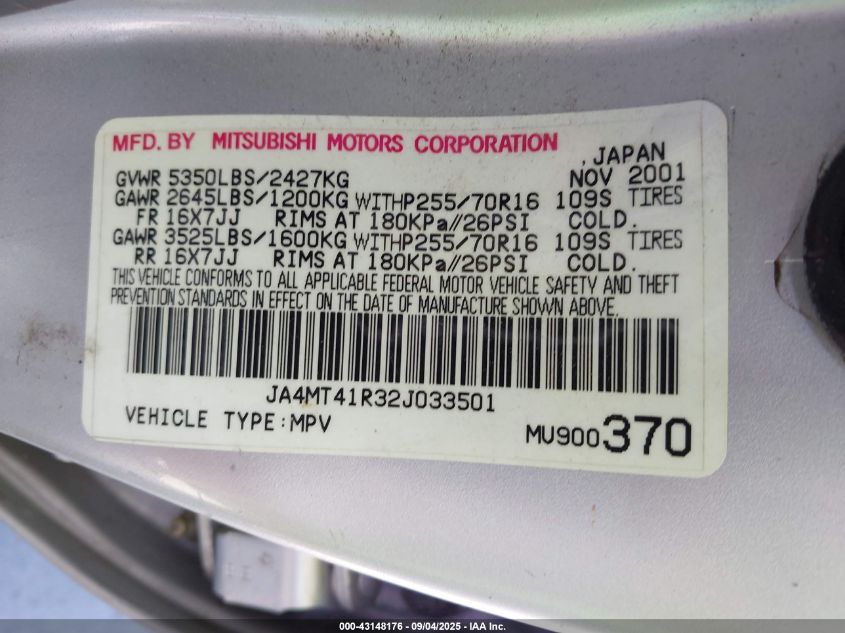 MFD. BY MITSUBISHI MOTORS CORPORATION
, JAPAN
GVWR 5350LBS/2427KG NOV 2001
GAWR 2645LBS/1200KG WITHP255/70R16 109S TIRES
FR 16X7JJ RIMS AT 180KPa//26PSI COLD.
GAWR 3525LBS/1600KG WITHP255/70R16 109S TIRES
RR 16X7JJ RIMS AT 180KPa//26PSI COLD.
THIS VEHICLE CONFORMS TO ALL APPLICABLE FEDERAL MOTOR VEHICLE SAFETY AND THEFT
PREVENTION STANDARDS IN EFFECT ON THE DATE OF MANUFACTURE SHOWN ABOVE.
JA4MT41R32J033501
VEHICLE TYPE:MPV
MU900370
000-43148176 - 09/04/2025 - IAA Inc.